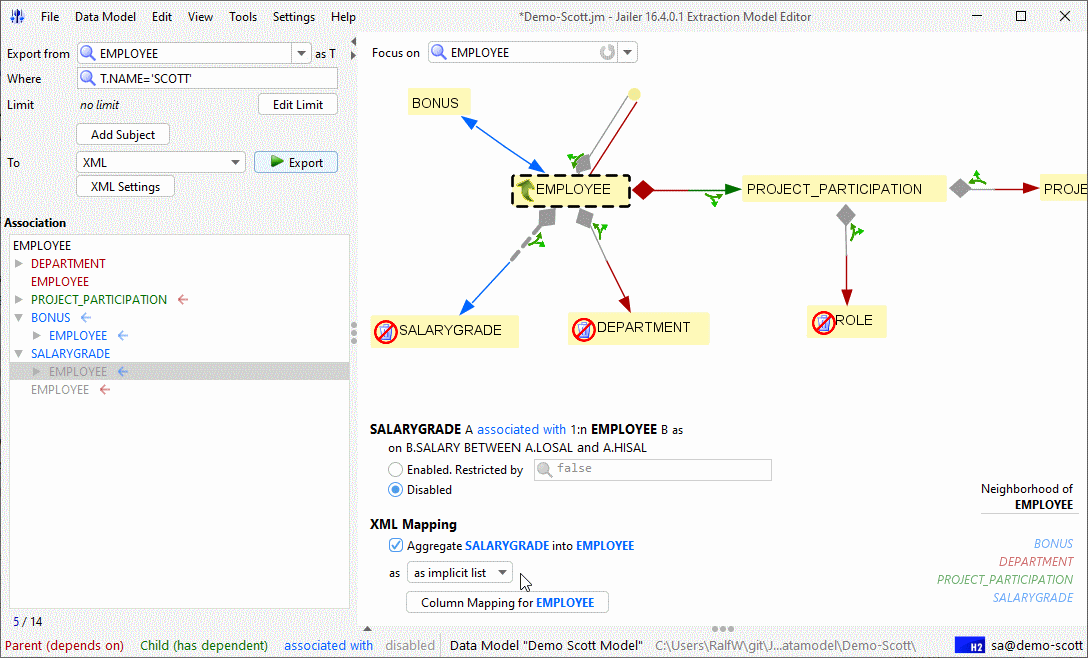 File Data Model Edit View Tools Settings Help
*Demo-Scott.jm - Jailer 16.4.0.1 Extraction Model Editor
Export from EMPLOYEE as T
Where T.NAME='SCOTT'
Limit no limit Edit Limit
Add Subject
To XML Export
XML Settings
Association
EMPLOYEE
DEPARTMENT
EMPLOYEE
PROJECT_PARTICIPATION
BONUS
EMPLOYEE
SALARYGRADE
EMPLOYEE
EMPLOYEE
5 / 14
Focus on EMPLOYEE
BONUS
EMPLOYEE
PROJECT_PARTICIPATION
PROJE
SALARYGRADE
DEPARTMENT
ROLE
SALARYGRADE A associated with 1:n EMPLOYEE B as
on B.SALARY BETWEEN A.LOSAL and A.HISAL
Enabled. Restricted by false
Disabled
XML Mapping
Aggregate SALARYGRADE into EMPLOYEE
as as implicit list
Column Mapping for EMPLOYEE
Neighborhood of
EMPLOYEE
BONUS
DEPARTMENT
PROJECT_PARTICIPATION
SALARYGRADE
Parent (depends on) Child (has dependent) associated with disabled Data Model "Demo Scott Model" C:\Users\RalfW\git\J...atamodel\Demo-Scott\ H2 sa@demo-scott